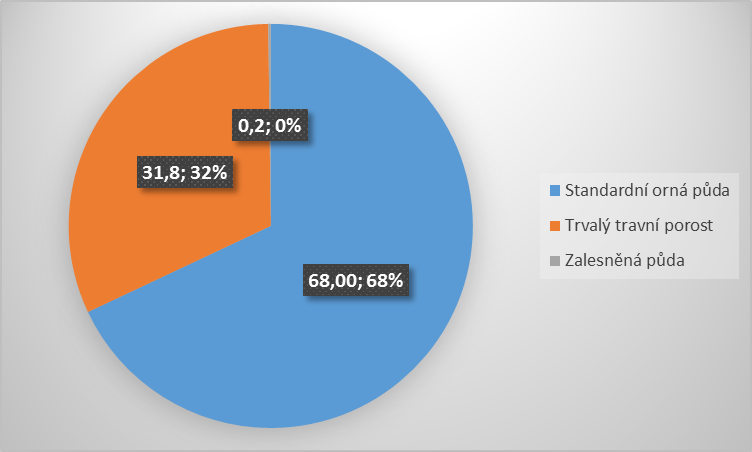 0,2; 0%
31,8; 32%
68,00; 68%
Standardní orná půda
Trvalý travní porost
Zalesněná půda